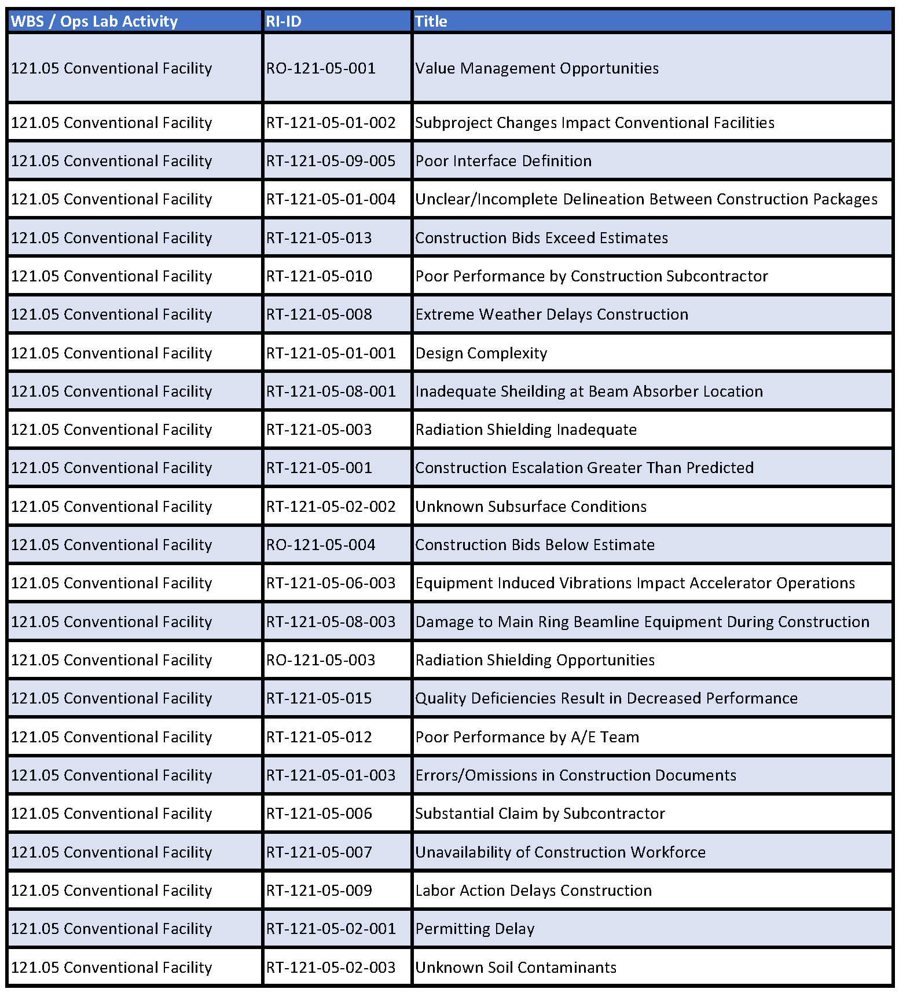 WBS / Ops Lab Activity RI-ID Title
121.05 Conventional Facility RO-121-05-001 Value Management Opportunities
121.05 Conventional Facility RT-121-05-01-002 Subproject Changes Impact Conventional Facilities
121.05 Conventional Facility RT-121-05-09-005 Poor Interface Definition
121.05 Conventional Facility RT-121-05-01-004 Unclear/Incomplete Delineation Between Construction Packages
121.05 Conventional Facility RT-121-05-013 Construction Bids Exceed Estimates
121.05 Conventional Facility RT-121-05-010 Poor Performance by Construction Subcontractor
121.05 Conventional Facility RT-121-05-008 Extreme Weather Delays Construction
121.05 Conventional Facility RT-121-05-01-001 Design Complexity
121.05 Conventional Facility RT-121-05-08-001 Inadequate Sheilding at Beam Absorber Location
121.05 Conventional Facility RT-121-05-003 Radiation Shielding Inadequate
121.05 Conventional Facility RT-121-05-001 Construction Escalation Greater Than Predicted
121.05 Conventional Facility RT-121-05-02-002 Unknown Subsurface Conditions
121.05 Conventional Facility RO-121-05-004 Construction Bids Below Estimate
121.05 Conventional Facility RT-121-05-06-003 Equipment Induced Vibrations Impact Accelerator Operations
121.05 Conventional Facility RT-121-05-08-003 Damage to Main Ring Beamline Equipment During Construction
121.05 Conventional Facility RO-121-05-003 Radiation Shielding Opportunities
121.05 Conventional Facility RT-121-05-015 Quality Deficiencies Result in Decreased Performance
121.05 Conventional Facility RT-121-05-012 Poor Performance by A/E Team
121.05 Conventional Facility RT-121-05-01-003 Errors/Omissions in Construction Documents
121.05 Conventional Facility RT-121-05-006 Substantial Claim by Subcontractor
121.05 Conventional Facility RT-121-05-007 Unavailability of Construction Workforce
121.05 Conventional Facility RT-121-05-009 Labor Action Delays Construction
121.05 Conventional Facility RT-121-05-02-001 Permitting Delay
121.05 Conventional Facility RT-121-05-02-003 Unknown Soil Contaminants